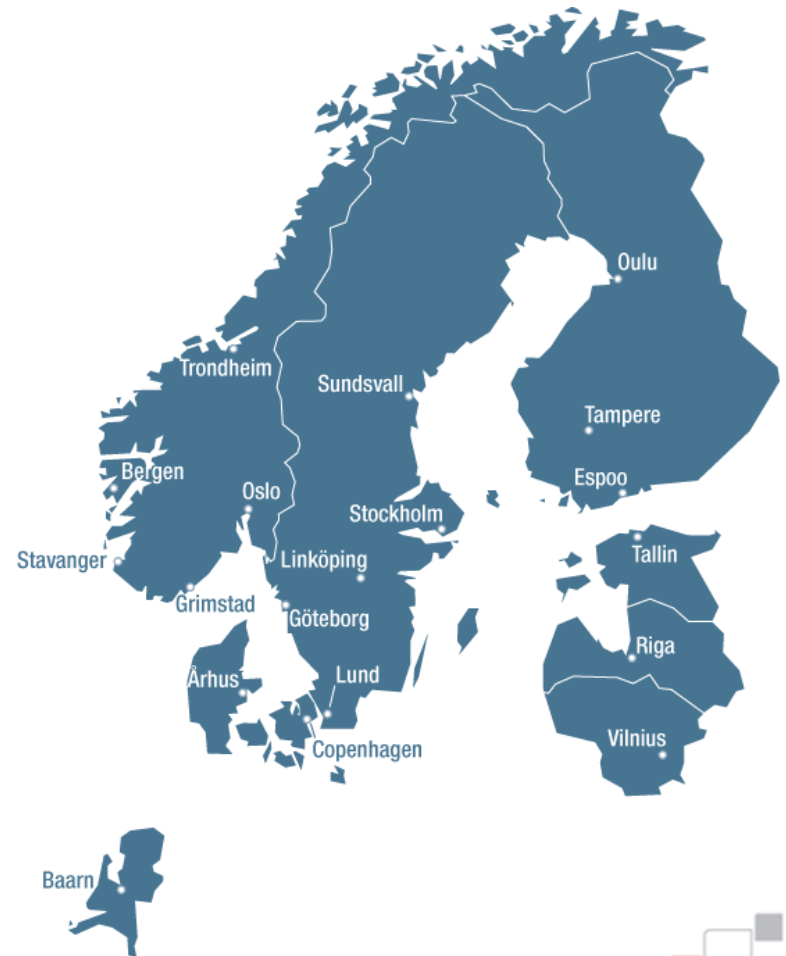 Oulu
Trondheim
Sundsvall
Tampere
Bergen
Espoo
Oslo
Stockholm
Stavanger
Linköping
Tallin
Grimstad
Göteborg
Riga
Århus
Lund
Vilnius
Copenhagen
Baarn